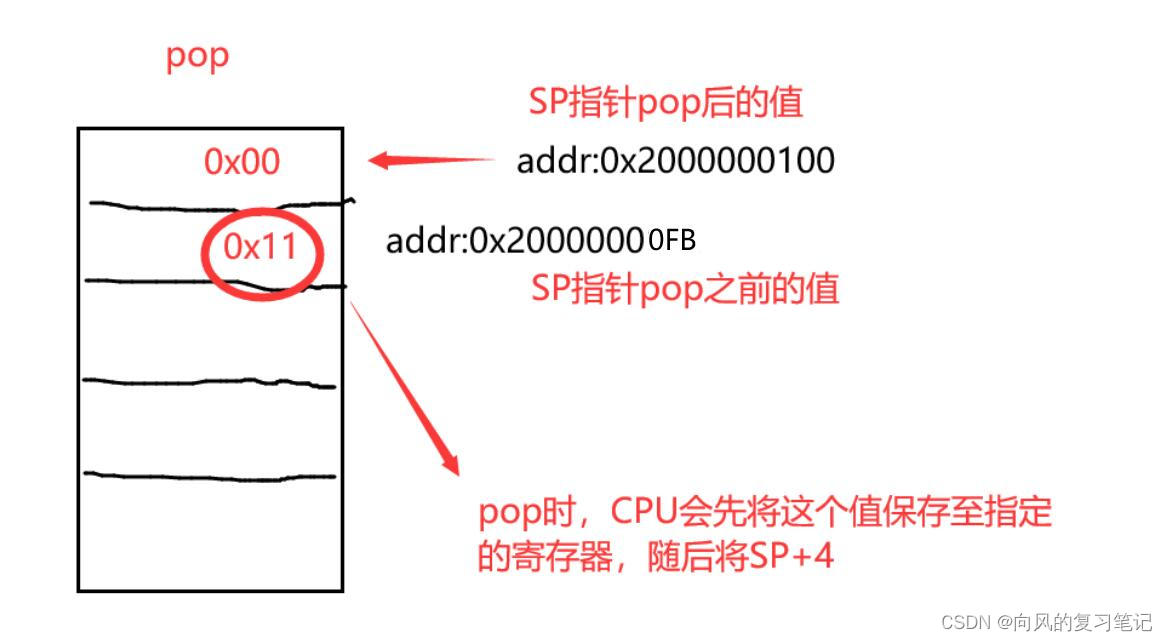 pop
SP指针pop后的值
0x00
addr:0x2000000100
0x11
addr:0x20000000FB
SP指针pop之前的值
pop时，CPU会先将这个值保存至指定
的寄存器，随后将SP+4
CSDN @向风的复习笔记